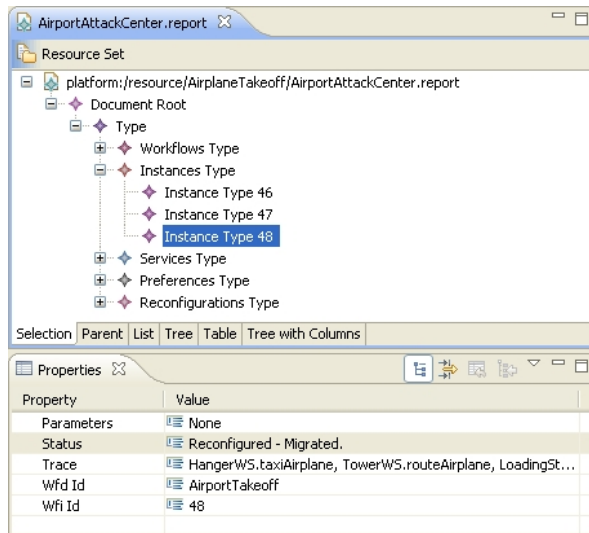 AirportAttackCenter.report
Resource Set
platform:/resource/AirplaneTakeoff/AirportAttackCenter.report
Document Root
Type
Workflows Type
Instances Type
Instance Type 46
Instance Type 47
Instance Type 48
Services Type
Preferences Type
Reconfigurations Type
Selection Parent List Tree Table Tree with Columns
Properties
Property Value
Parameters None
Status Reconfigured - Migrated.
Trace HangerWS.taxiAirplane, TowerWS.routeAirplane, LoadingSt...
Wfd Id AirportTakeoff
Wfi Id 48